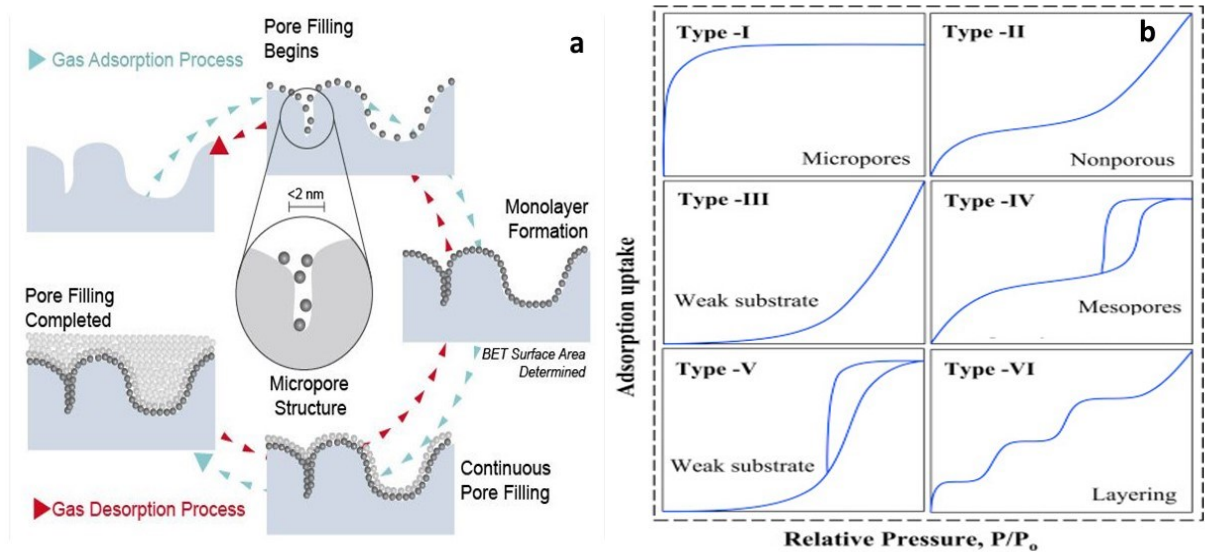 a
Pore Filling
Begins
Gas Adsorption Process
<2 nm
Monolayer
Formation
Pore Filling
Completed
BET Surface Area
Determined
Micropore
Structure
Continuous
Pore Filling
Gas Desorption Process
b
Type -I
Micropores
Type -II
Nonporous
Type -III
Weak substrate
Type -IV
Mesopores
Type -V
Weak substrate
Type -VI
Layering
Adsorption uptake
Relative Pressure, P/Po